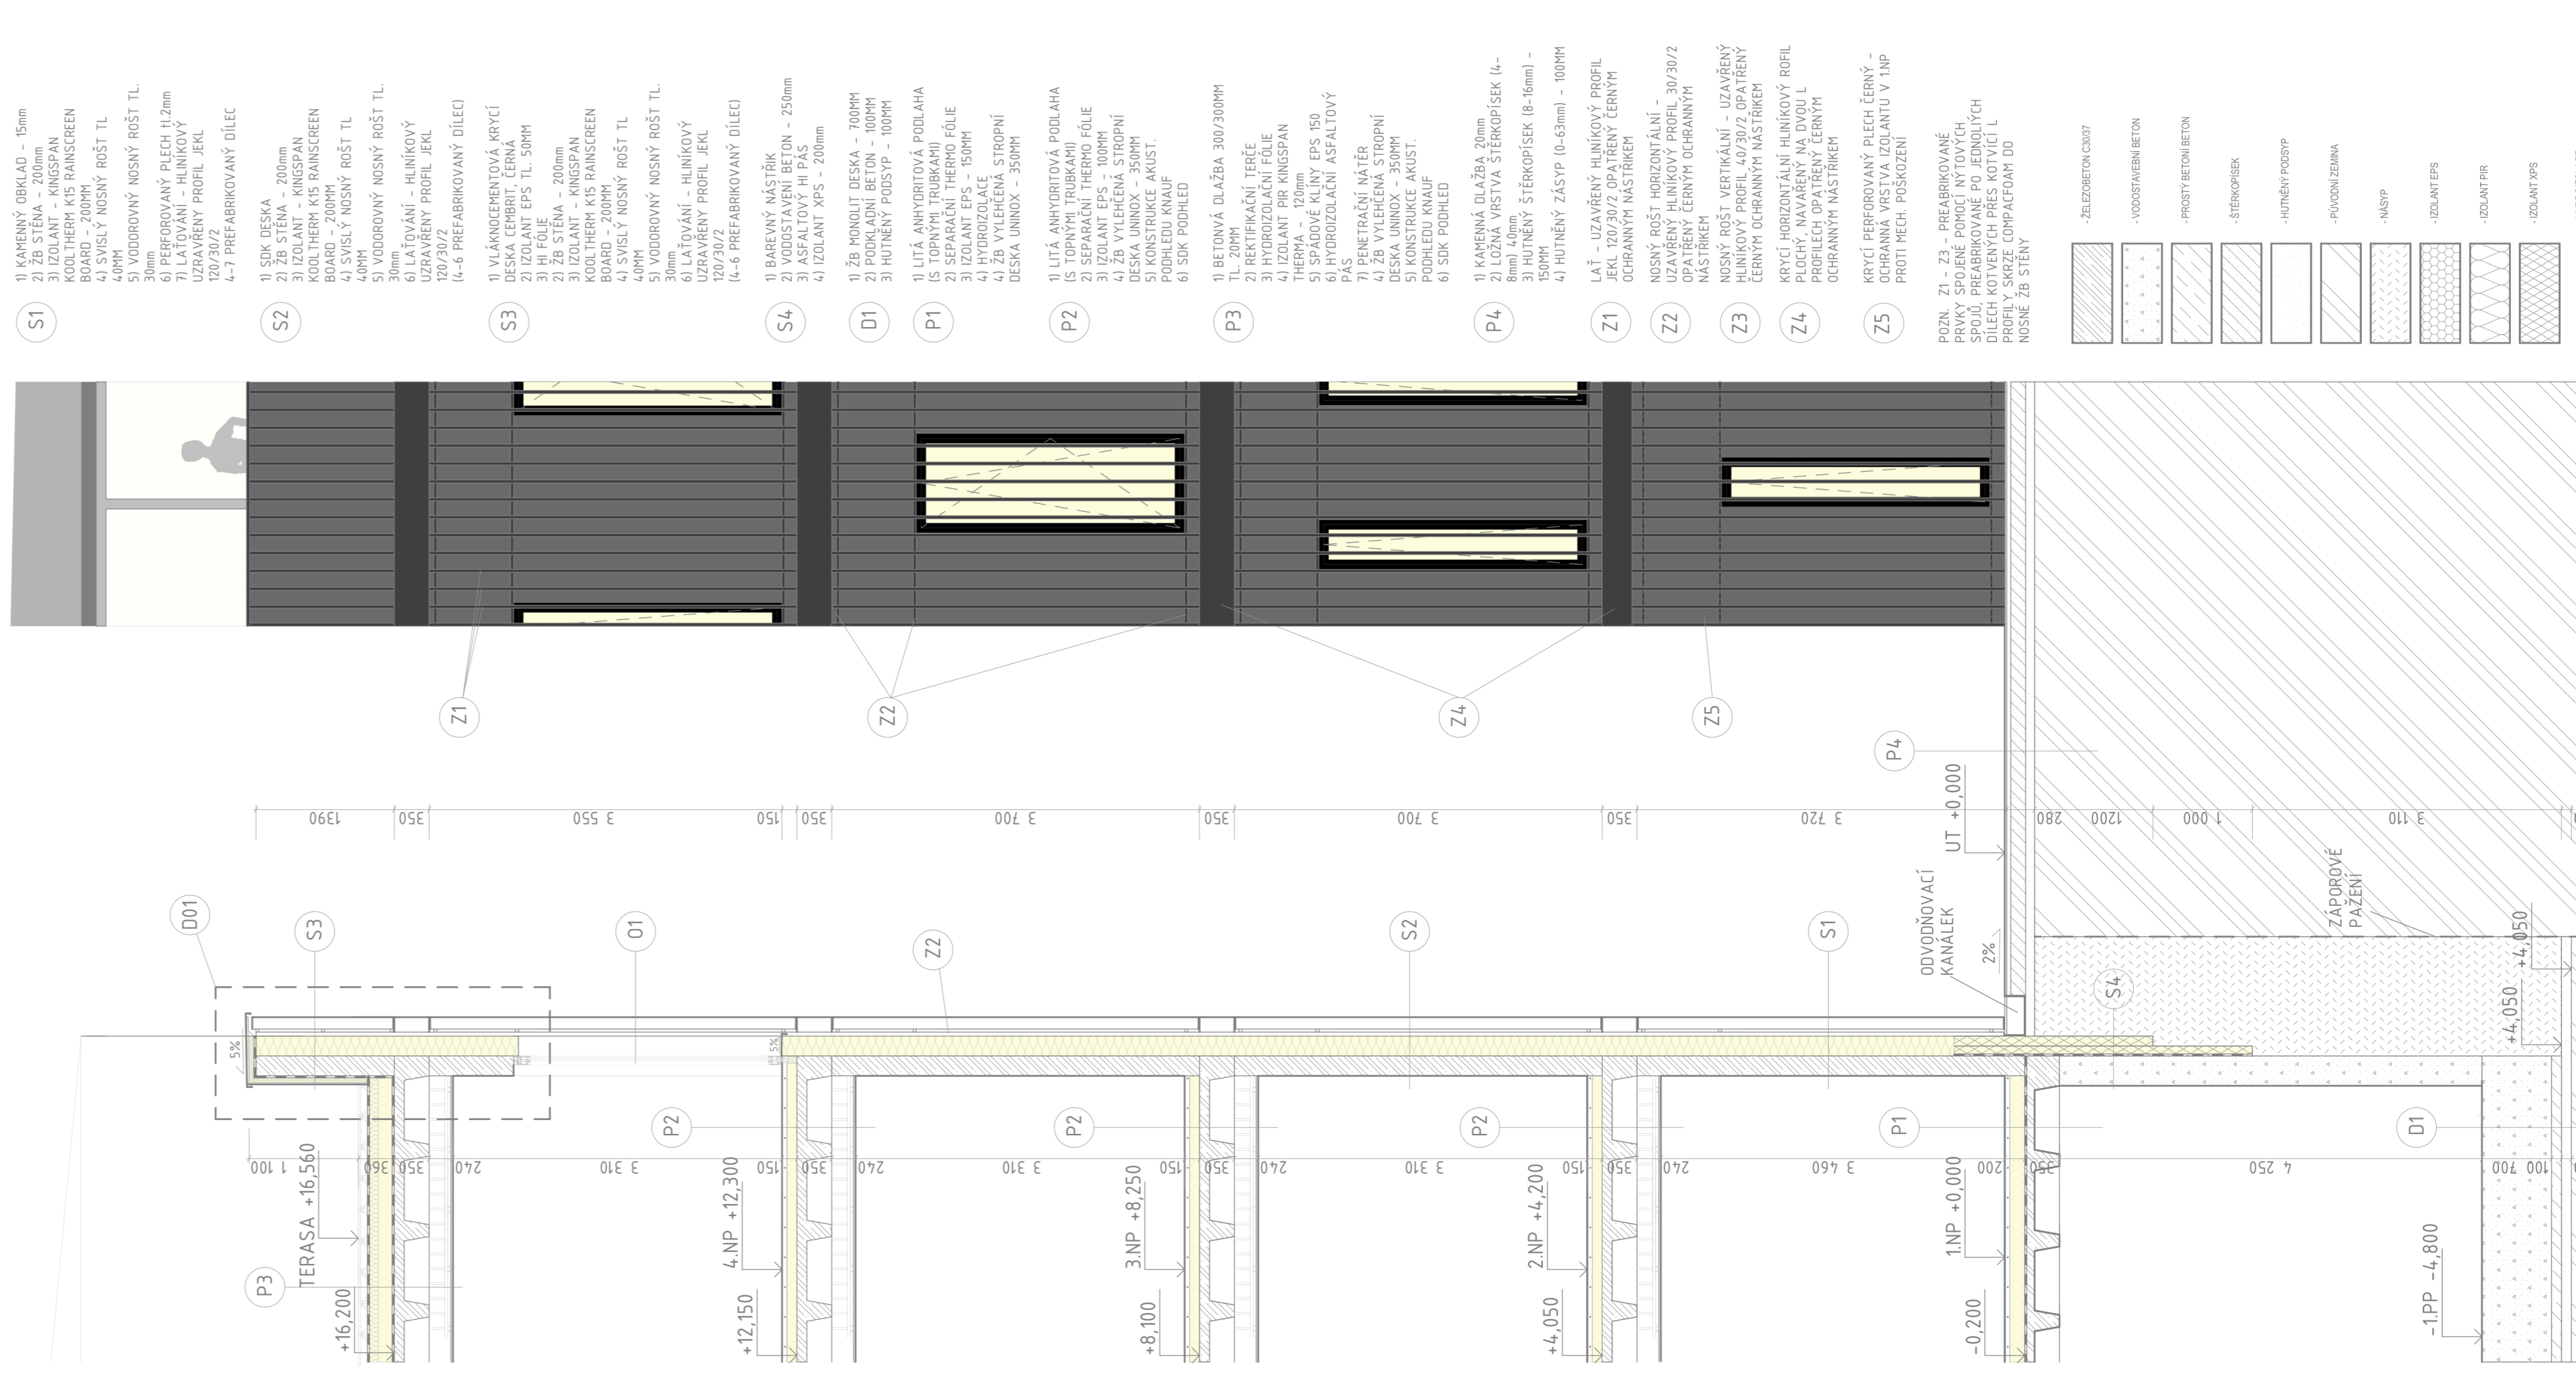 S1
1) KAMENNÝ OBKLAD - 15mm
2) ŽB STĚNA - 200mm
3) IZOLANT - KINGSPAN
KOOLTHERM K15 RAINSCREEN
BOARD - 200MM
4) SVISLÝ NOSNÝ ROŠT TL
40MM
5) VODOROVNÝ NOSNÝ ROŠT TL.
30mm
6) PERFOROVANÝ PLECH tl.2mm
7) LAŤOVÁNÍ - HLINÍKOVÝ
UZRAVŘENY PROFIL JEKL
120/30/2
4-7 PREFABRIKOVANÝ DÍLEC
S2
1) SDK DESKA
2) ŽB STĚNA - 200mm
3) IZOLANT - KINGSPAN
KOOLTHERM K15 RAINSCREEN
BOARD - 200MM
4) SVISLÝ NOSNÝ ROŠT TL
40MM
5) VODOROVNÝ NOSNÝ ROŠT TL.
30mm
6) LAŤOVÁNÍ - HLINÍKOVÝ
UZRAVŘENY PROFIL JEKL
120/30/2
(4-6 PREFABRIKOVANÝ DÍLEC)
S3
1) VLÁKNOCEMENTOVÁ KRYCÍ
DESKA CEMBRIT, ČERNÁ
2) IZOLANT EPS TL. 50MM
3) HI FÓLIE
2) ŽB STĚNA - 200mm
3) IZOLANT - KINGSPAN
KOOLTHERM K15 RAINSCREEN
BOARD - 200MM
4) SVISLÝ NOSNÝ ROŠT TL
40MM
5) VODOROVNÝ NOSNÝ ROŠT TL.
30mm
6) LAŤOVÁNÍ - HLINÍKOVÝ
UZRAVŘENY PROFIL JEKL
120/30/2
(4-6 PREFABRIKOVANÝ DÍLEC)
S4
1) BAREVNÝ NÁSTŘIK
2) VODOSTAVENÍ BETON - 250mm
3) ASFALTOVÝ HI PÁS
4) IZOLANT XPS - 200mm
D1
1) ŽB MONOLIT DESKA - 700MM
2) PODKLADNÍ BETON - 100MM
3) HUTNĚNÝ PODSYP - 100MM
P1
1) LITÁ ANHYDRITOVÁ PODLAHA
(S TOPNÝMI TRUBKAMI)
2) SEPARAČNÍ THERMO FÓLIE
3) IZOLANT EPS - 150MM
4) HYDROIZOLACE
4) ŽB VYLEHČENÁ STROPNÍ
DESKA UNINOX - 350MM
P2
1) LITÁ ANHYDRITOVÁ PODLAHA
(S TOPNÝMI TRUBKAMI)
2) SEPARAČNÍ THERMO FÓLIE
3) IZOLANT EPS - 100MM
4) ŽB VYLEHČENÁ STROPNÍ
DESKA UNINOX - 350MM
5) KONSTRUKCE AKUST.
PODHLEDU KNAUF
6) SDK PODHLED
P3
1) BETONVÁ DLAŽBA 300/300MM
TL. 20MM
2) REKTIFIKAČNÍ TERČE
3) HYDROIZOLAČNÍ FÓLIE
4) IZOLANT PIR KINGSPAN
THERMA - 120mm
5) SPÁDOVÉ KLÍNY EPS 150
6) HYDROIZOLAČNÍ ASFALTOVÝ
PÁS
7) PENETRAČNÍ NÁTĚR
4) ŽB VYLEHČENÁ STROPNÍ
DESKA UNINOX - 350MM
5) KONSTRUKCE AKUST.
PODHLEDU KNAUF
6) SDK PODHLED
P4
1) KAMENNÁ DLAŽBA 20mm
2) LOŽNÁ VRSTVA ŠTĚRKOPÍSEK (4-
8mm) 40mm
3) HUTNĚNÝ ŠTĚRKOPÍSEK (8-16mm) -
150MM
4) HUTNĚNÝ ZÁSYP (0-63mm) - 100MM
Z1
LAŤ - UZAVŘENÝ HLINÍKOVÝ PROFIL
JEKL 120/30/2 OPATŘENÝ ČERNÝM
OCHRANNÝM NÁSTŘIKEM
Z2
NOSNÝ ROŠT HORIZONTÁLNÍ -
UZAVŘENÝ HLINÍKOVÝ PROFIL 30/30/2
OPATŘENÝ ČERNÝM OCHRANNÝM
NÁSTŘIKEM
Z3
NOSNÝ ROŠT VERTIKÁLNÍ - UZAVŘENÝ
HLINÍKOVÝ PROFIL 40/30/2 OPATŘENÝ
ČERNÝM OCHRANNÝM NÁSTŘIKEM
Z4
KRYCÍ HORIZONTÁLNÍ HLINÍKOVÝ ROFIL
PLOCHÝ, NAVAŘENÝ NA DVOU L
PROFILECH OPATŘENÝ ČERNÝM
OCHRANNÝM NÁSTŘIKEM
Z5
KRYCÍ PERFOROVANÝ PLECH ČERNÝ -
OCHRANNÁ VRSTVA IZOLANTU V 1.NP
PROTI MECH. POŠKOZENÍ
POZN. Z1 - Z3 - PREABRIKOVANÉ
PRVKY SPOJENÉ POMOCÍ NÝTOVÝCH
SPOJŮ, PREABRIKOVANÉ PO JEDNOLIÝCH
DÍLECH KOTVENÝCH PŘES KOTVÍCÍ L
PROFILY SKRZE COMPACFOAM DO
NOSNÉ ŽB STĚNY
- ŽELEZOBETON C30/37
- VODOSTAVEBNÍ BETON
- PROSTÝ BETONÍ BETON
- ŠTĚRKOPÍSEK
- HUTNĚNÝ PODSYP
- PŮVODNÍ ZEMINA
- NÁSYP
- IZOLANT EPS
- IZOLANT PIR
- IZOLANT XPS
Z1
Z2
Z4
Z5
P4
UT +0,000
1390
350
3 550
150
350
3 700
350
3 700
350
3 720
280
1200
1 000
3 110
D01
S3
O1
Z2
S2
S1
ODVODŇOVACÍ
KANÁLEK
2%
S4
ZÁPOROVÉ
PAŽENÍ
+4,050
+4,050
5%
5%
P2
P2
P2
P1
D1
1 100
360
350
240
3 310
150
350
240
3 310
150
350
240
3 310
150
350
240
3 460
200
350
4 250
700
100
TERASA +16,560
4.NP +12,300
3.NP +8,250
2.NP +4,200
1.NP +0,000
-1.PP -4,800
P3
+16,200
+12,150
+8,100
+4,050
-0,200